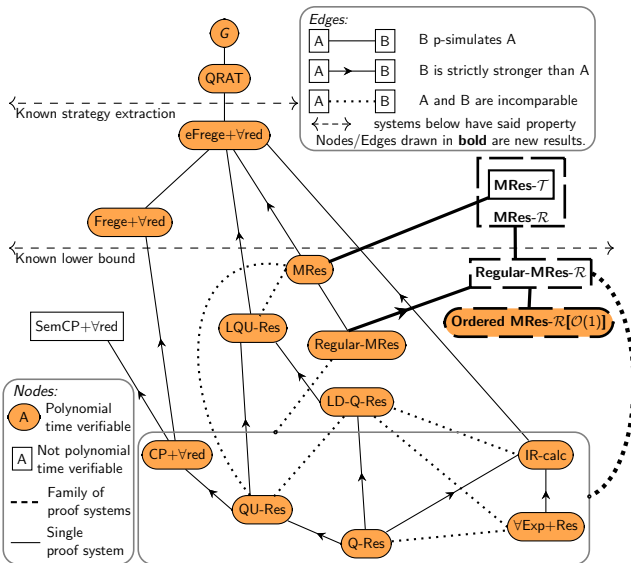 G
QRAT
Known strategy extraction
eFrege+∀red
Edges:
A B B p-simulates A
A B B is strictly stronger than A
A B A and B are incomparable
systems below have said property
Nodes/Edges drawn in bold are new results.
MRes-𝒯
MRes-ℛ
Frege+∀red
Known lower bound
MRes
Regular-MRes-ℛ
SemCP+∀red
LQU-Res
Regular-MRes
Ordered MRes-ℛ[𝒪(1)]
LD-Q-Res
Nodes:
A Polynomial
time verifiable
A Not polynomial
time verifiable
Family of
proof systems
Single
proof system
CP+∀red
IR-calc
QU-Res
Q-Res
∀Exp+Res